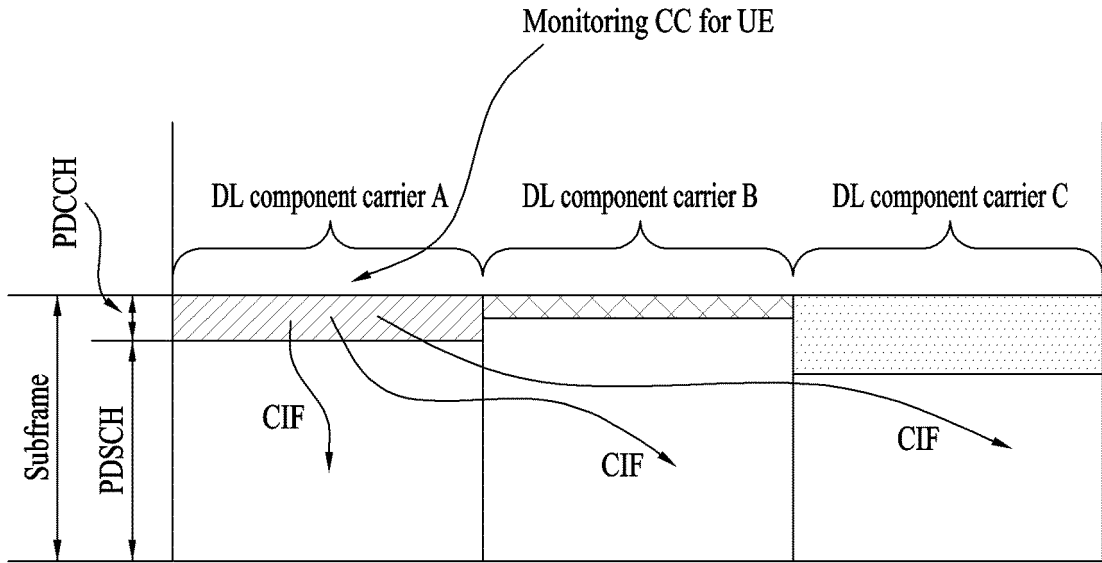 Monitoring CC for UE
PDCCH
DL component carrier A
DL component carrier B
DL component carrier C
Subframe
PDSCH
CIF
CIF
CIF